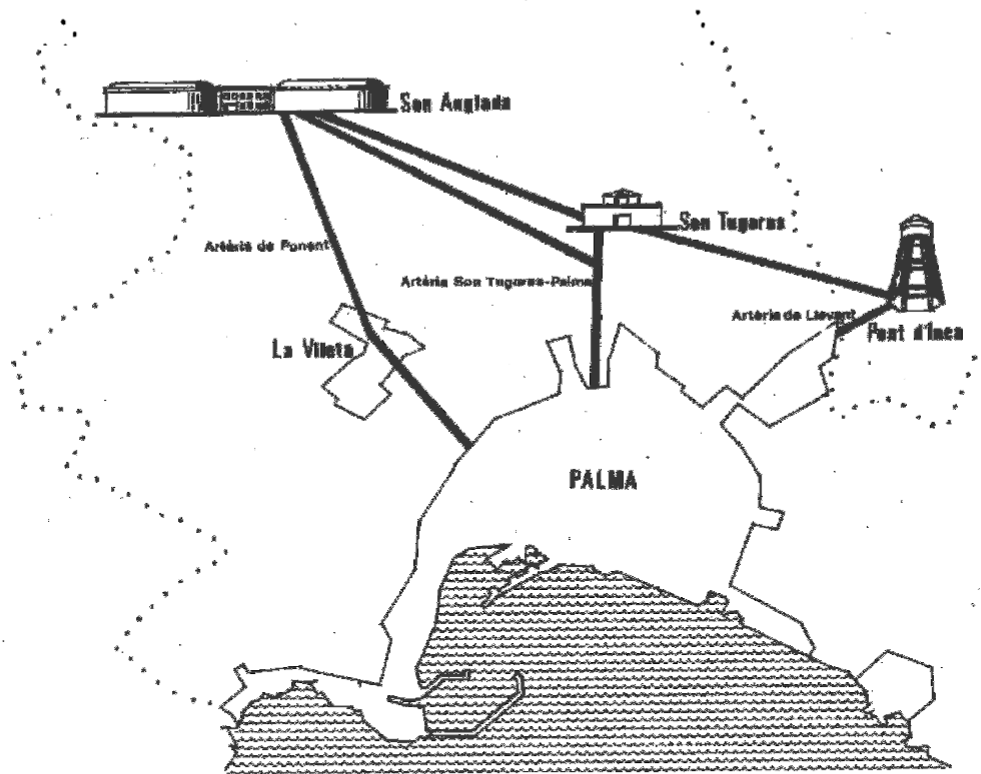 Son Anglada
Son Tugores
Artèria de Ponent
Artèria Son Tugores-Palma
Artèria de Llevant
Pont d'Inca
La Vileta
PALMA